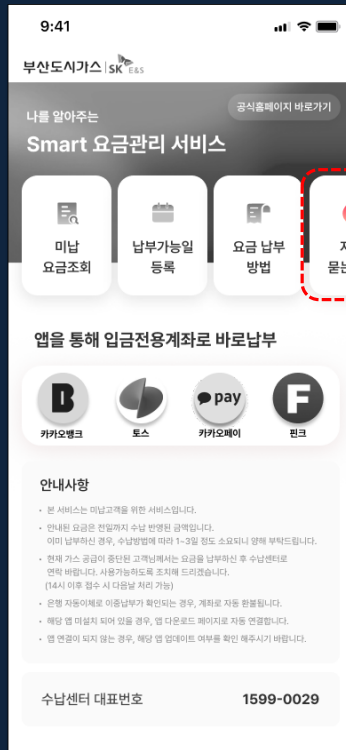 9:41
부산도시가스 SK E&S
공식홈페이지 바로가기
나를 알아주는
Smart 요금관리 서비스
미납
요금조회
납부가능일
등록
요금 납부
방법
앱을 통해 입금전용계좌로 바로납부
B
pay
F
카카오뱅크
토스
카카오페이
핀크
안내사항
• 본 서비스는 미납고객을 위한 서비스입니다.
• 안내된 요금은 전일까지 수납 반영된 금액입니다.
이미 납부하신 경우, 수납방법에 따라 1~3일 정도 소요되니 양해 부탁드립니다.
• 현재 가스 공급이 중단된 고객님께서는 요금을 납부하신 후 수납센터로
연락 바랍니다. 사용가능하도록 조치해 드리겠습니다.
(14시 이후 접수 시 다음날 처리 가능)
• 은행 자동이체로 이중납부가 확인되는 경우, 계좌로 자동 환불됩니다.
• 해당 앱 미설치 되어 있을 경우, 앱 다운로드 페이지로 자동 연결합니다.
• 앱 연결이 되지 않는 경우, 해당 앱 업데이트 여부를 확인 해주시기 바랍니다.
수납센터 대표번호
1599-0029